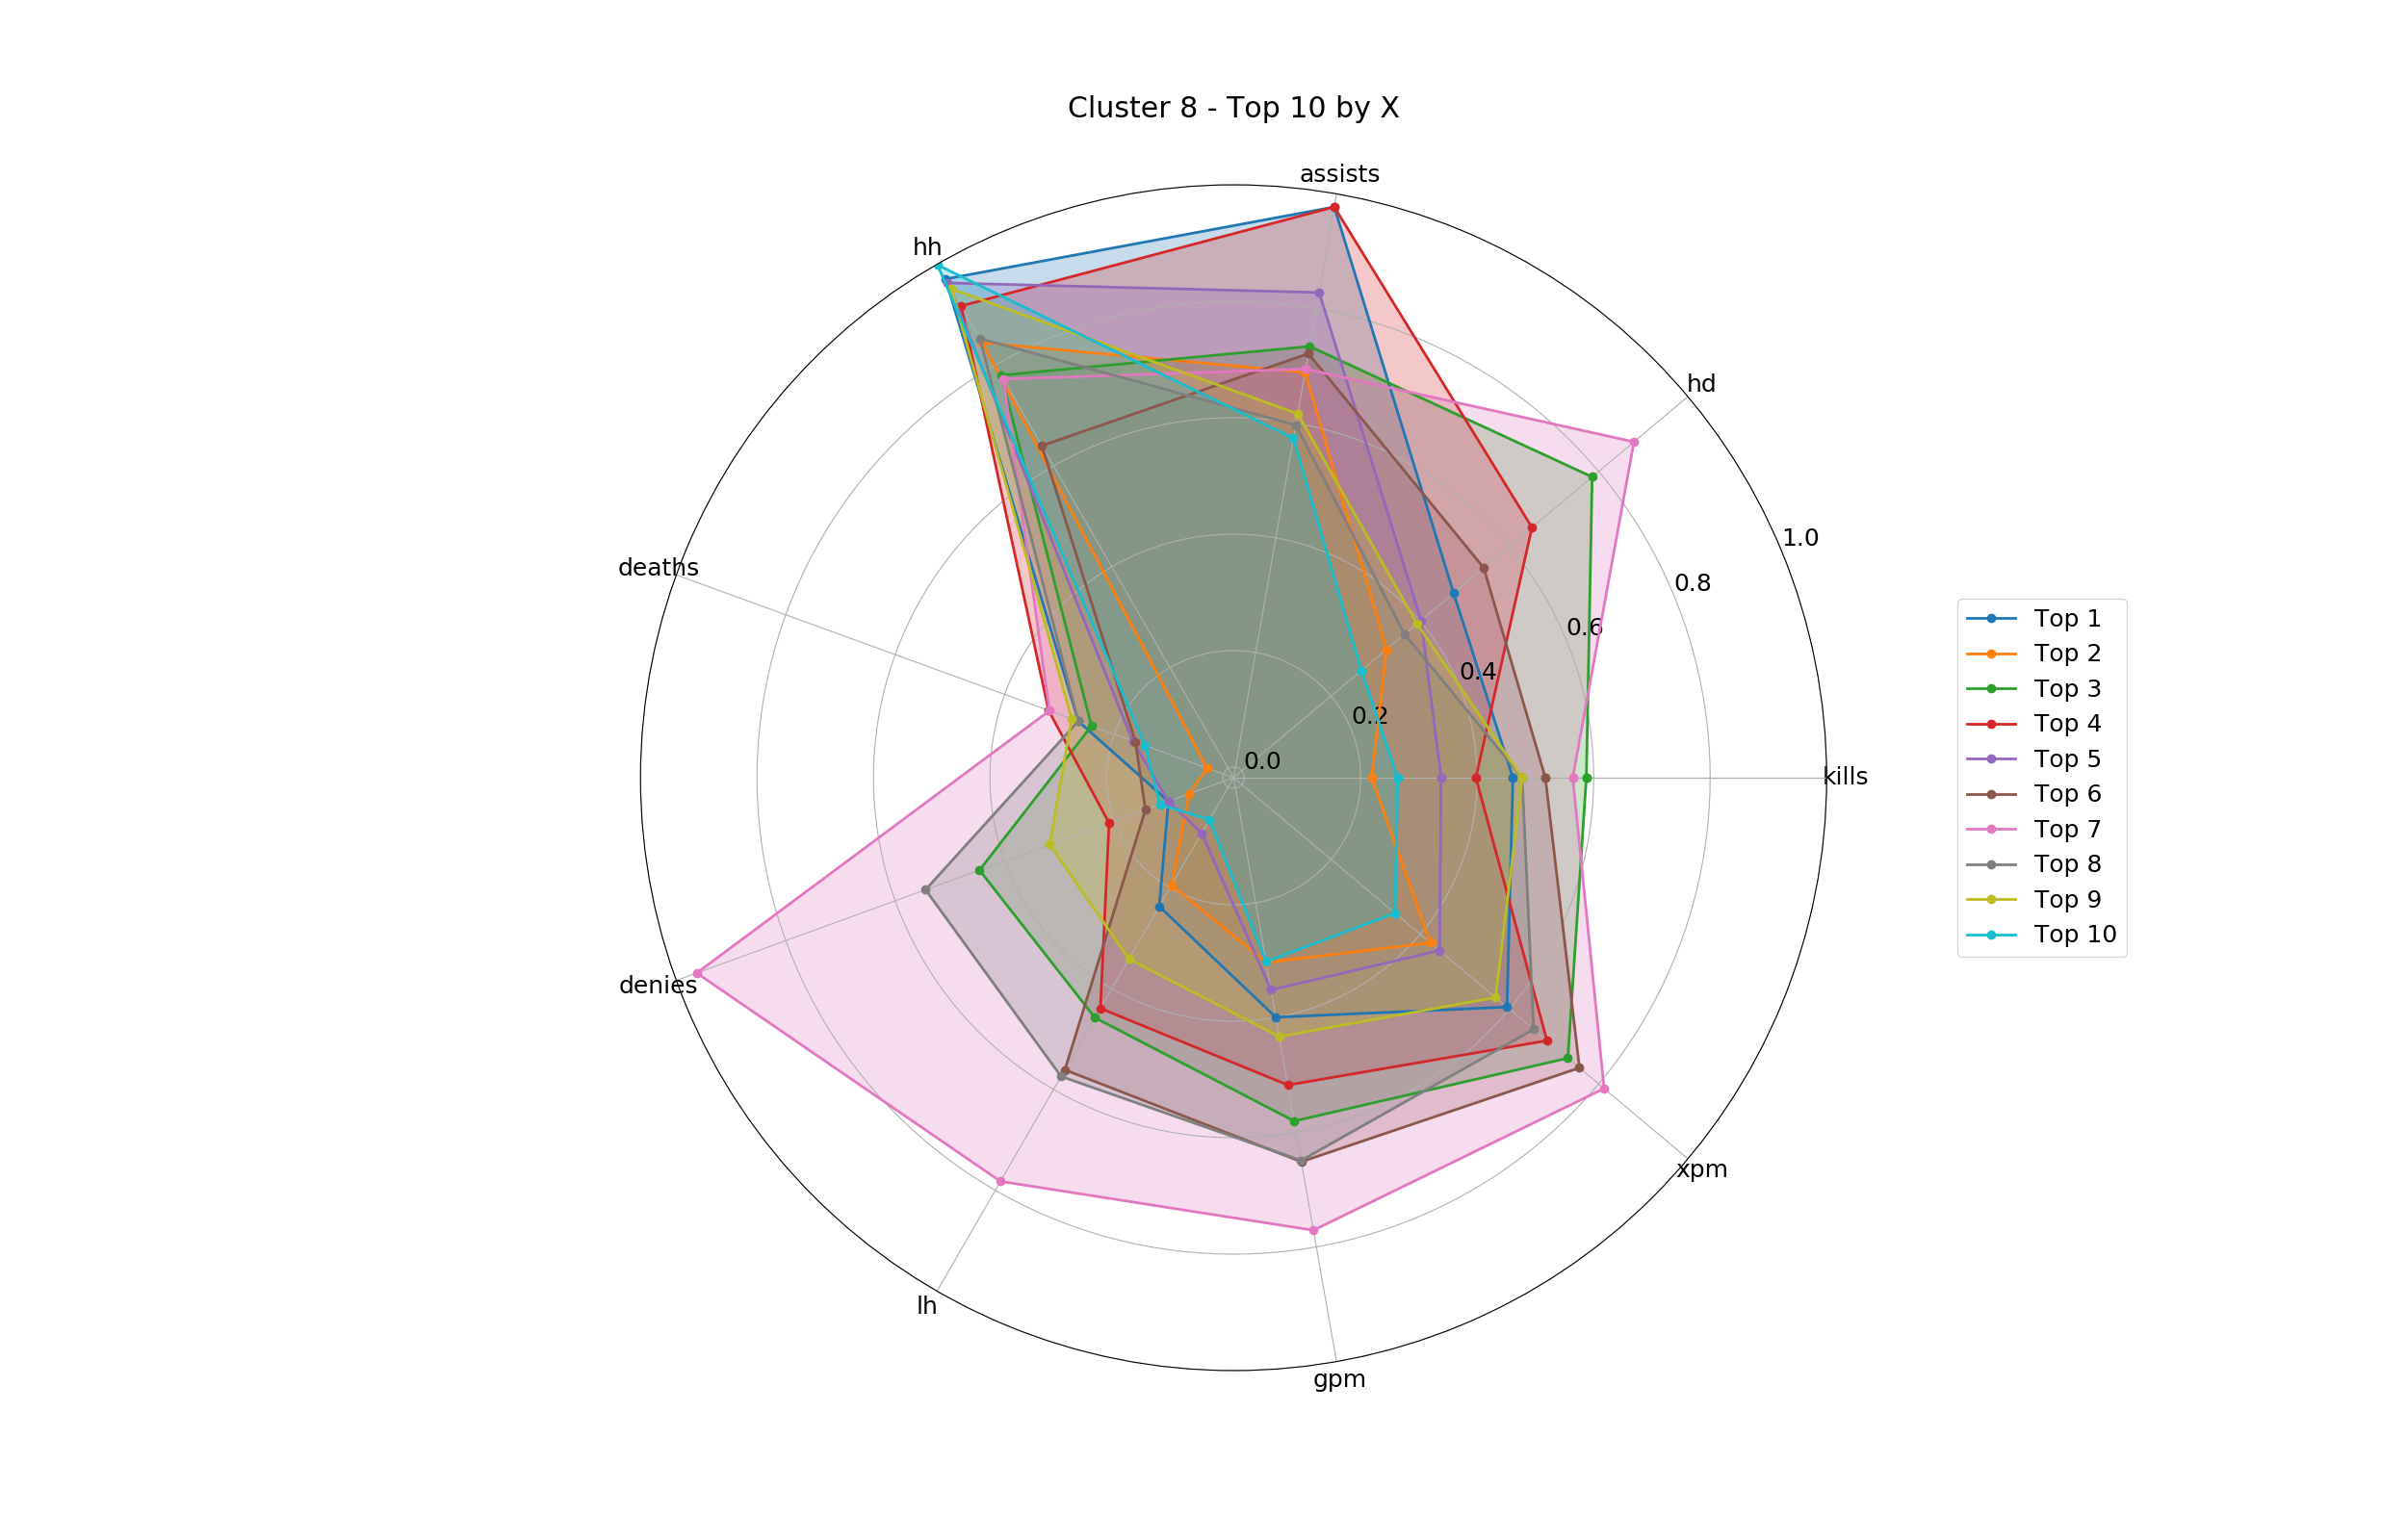 Cluster 8 - Top 10 by X
assists
hh
hd
1.0
deaths
0.8
0.6
0.4
0.2
0.0
kills
denies
xpm
lh
gpm
Top 1
Top 2
Top 3
Top 4
Top 5
Top 6
Top 7
Top 8
Top 9
Top 10